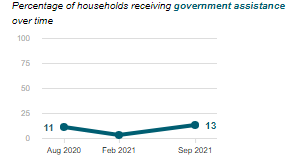 Percentage of households receiving government assistance
over time
100
75
50
25
0
11
13
Aug 2020 Feb 2021 Sep 2021